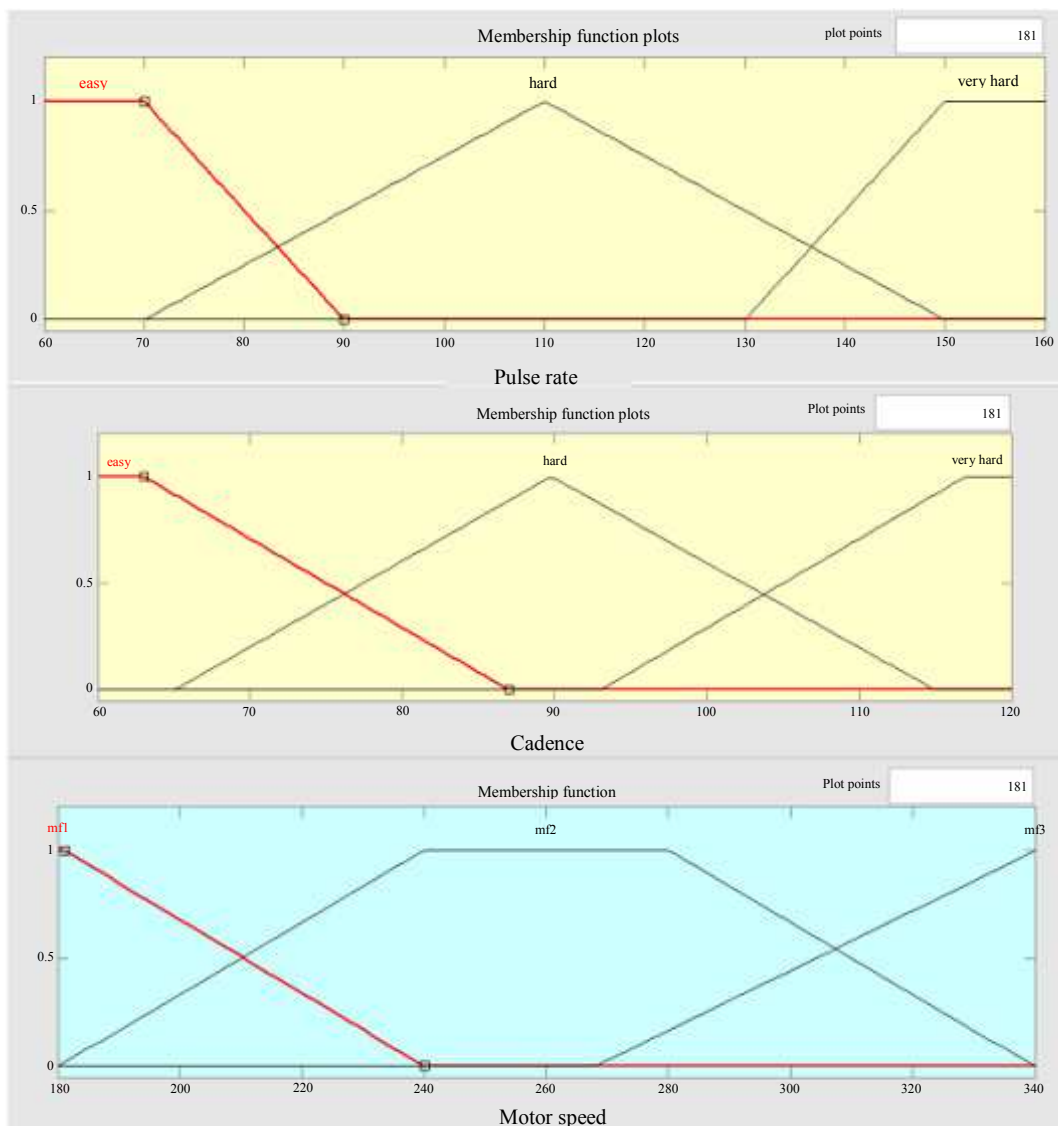 Membership function plots plot points 181
easy hard very hard
1
0.5
0
60 70 80 90 100 110 120 130 140 150 160
Pulse rate
Membership function plots Plot points 181
easy hard very hard
1
0.5
0
60 70 80 90 100 110 120
Cadence
Membership function Plot points 181
mf1 mf2 mf3
1
0.5
0
180 200 220 240 260 280 300 320 340
Motor speed